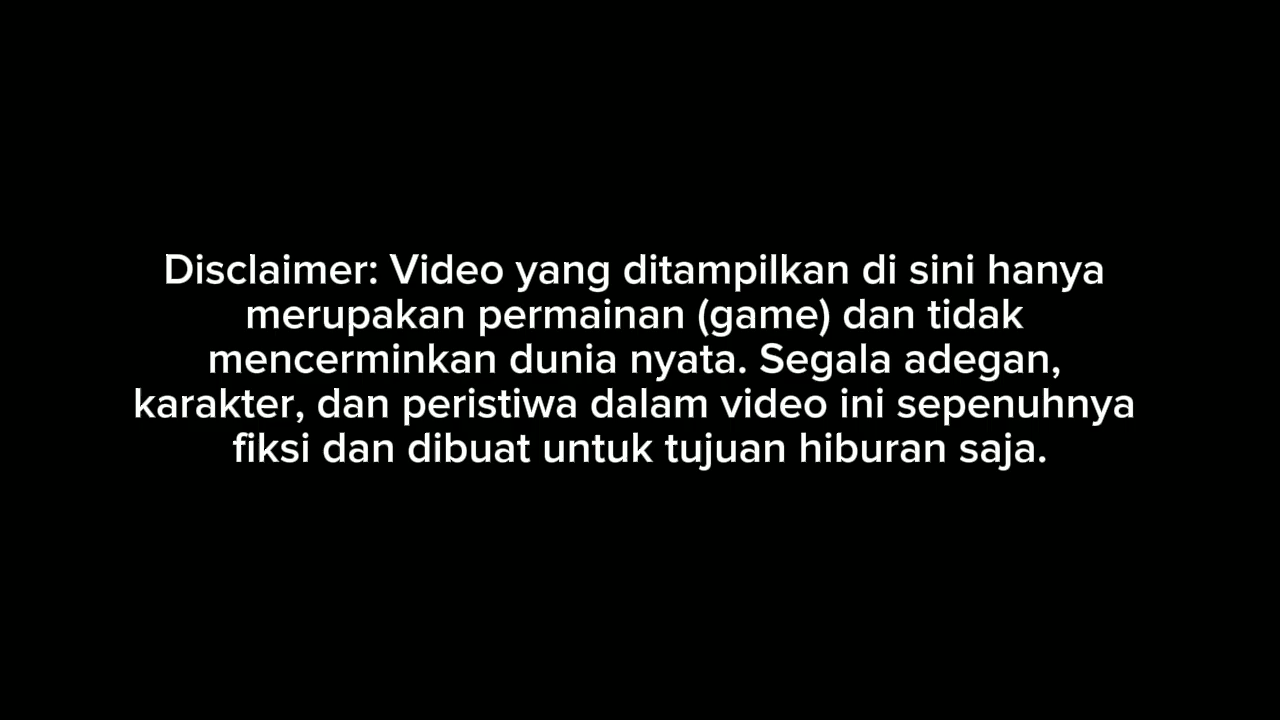 Disclaimer: Video yang ditampilkan di sini hanya
merupakan permainan (game) dan tidak
mencerminkan dunia nyata. Segala adegan,
karakter, dan peristiwa dalam video ini sepenuhnya
fiksi dan dibuat untuk tujuan hiburan saja.